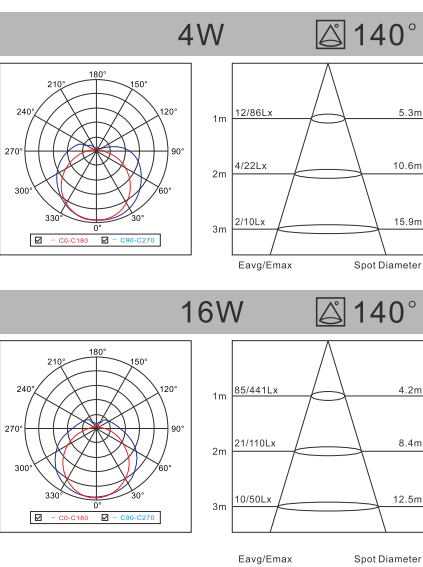 4W 140°
180°
210° 150°
240° 120°
270° 90°
300° 60°
330° 30°
0°
– C0-C180 – C90-C270
1m 12/86Lx 5.3m
2m 4/22Lx 10.6m
3m 2/10Lx 15.9m
Eavg/Emax Spot Diameter
16W 140°
180°
210° 150°
240° 120°
270° 90°
300° 60°
330° 30°
0°
– C0-C180 – C90-C270
1m 85/441Lx 4.2m
2m 21/110Lx 8.4m
3m 10/50Lx 12.5m
Eavg/Emax Spot Diameter